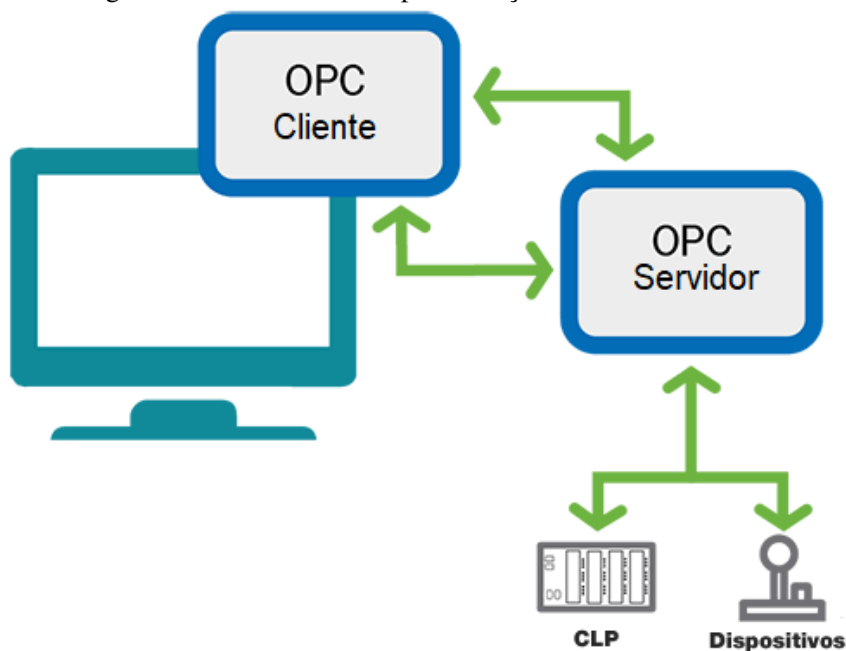 OPC
Cliente
OPC
Servidor
CLP
Dispositivos